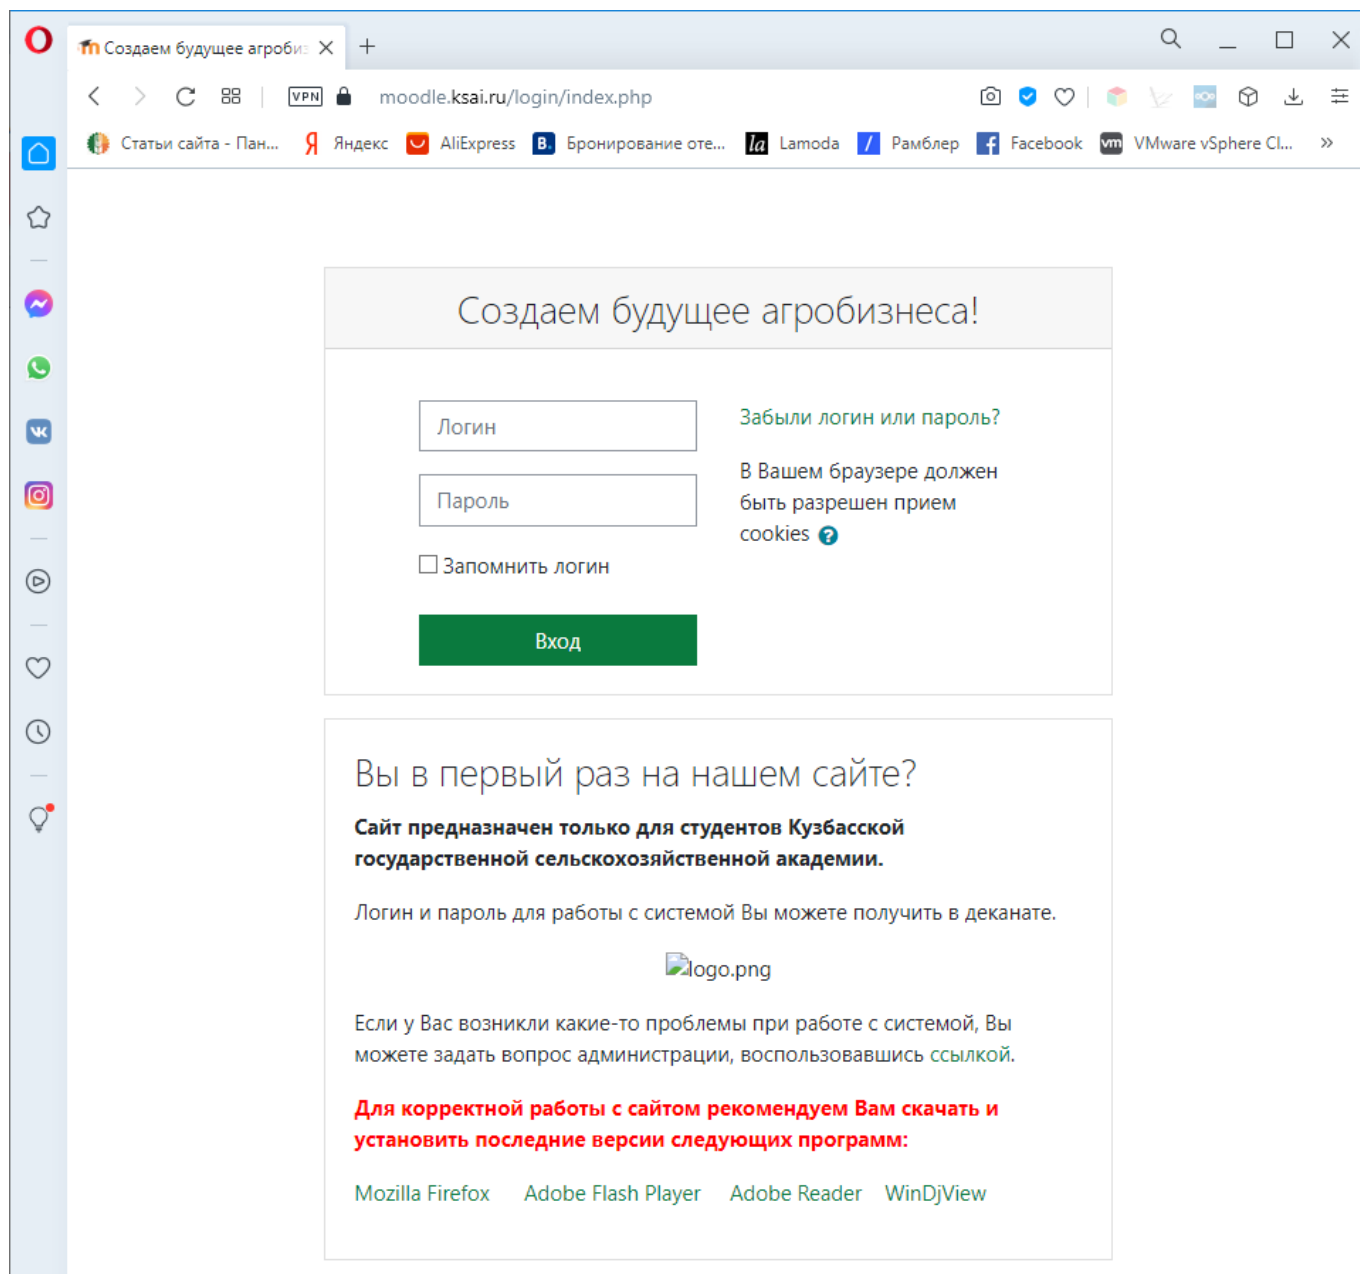 Создаем будущее агробиз
VPN
moodle.ksai.ru/login/index.php
Статьи сайта - Пан... Яндекс AliExpress B. Бронирование оте... la Lamoda Рамблер Facebook vm VMware vSphere Cl... »
Создаем будущее агробизнеса!
Логин
Пароль
Запомнить логин
Вход
Забыли логин или пароль?
В Вашем браузере должен
быть разрешен прием
cookies ?
Вы в первый раз на нашем сайте?
Сайт предназначен только для студентов Кузбасской
государственной сельскохозяйственной академии.
Логин и пароль для работы с системой Вы можете получить в деканате.
logo.png
Если у Вас возникли какие-то проблемы при работе с системой, Вы
можете задать вопрос администрации, воспользовавшись ссылкой.
Для корректной работы с сайтом рекомендуем Вам скачать и
установить последние версии следующих программ:
Mozilla Firefox Adobe Flash Player Adobe Reader WinDjView